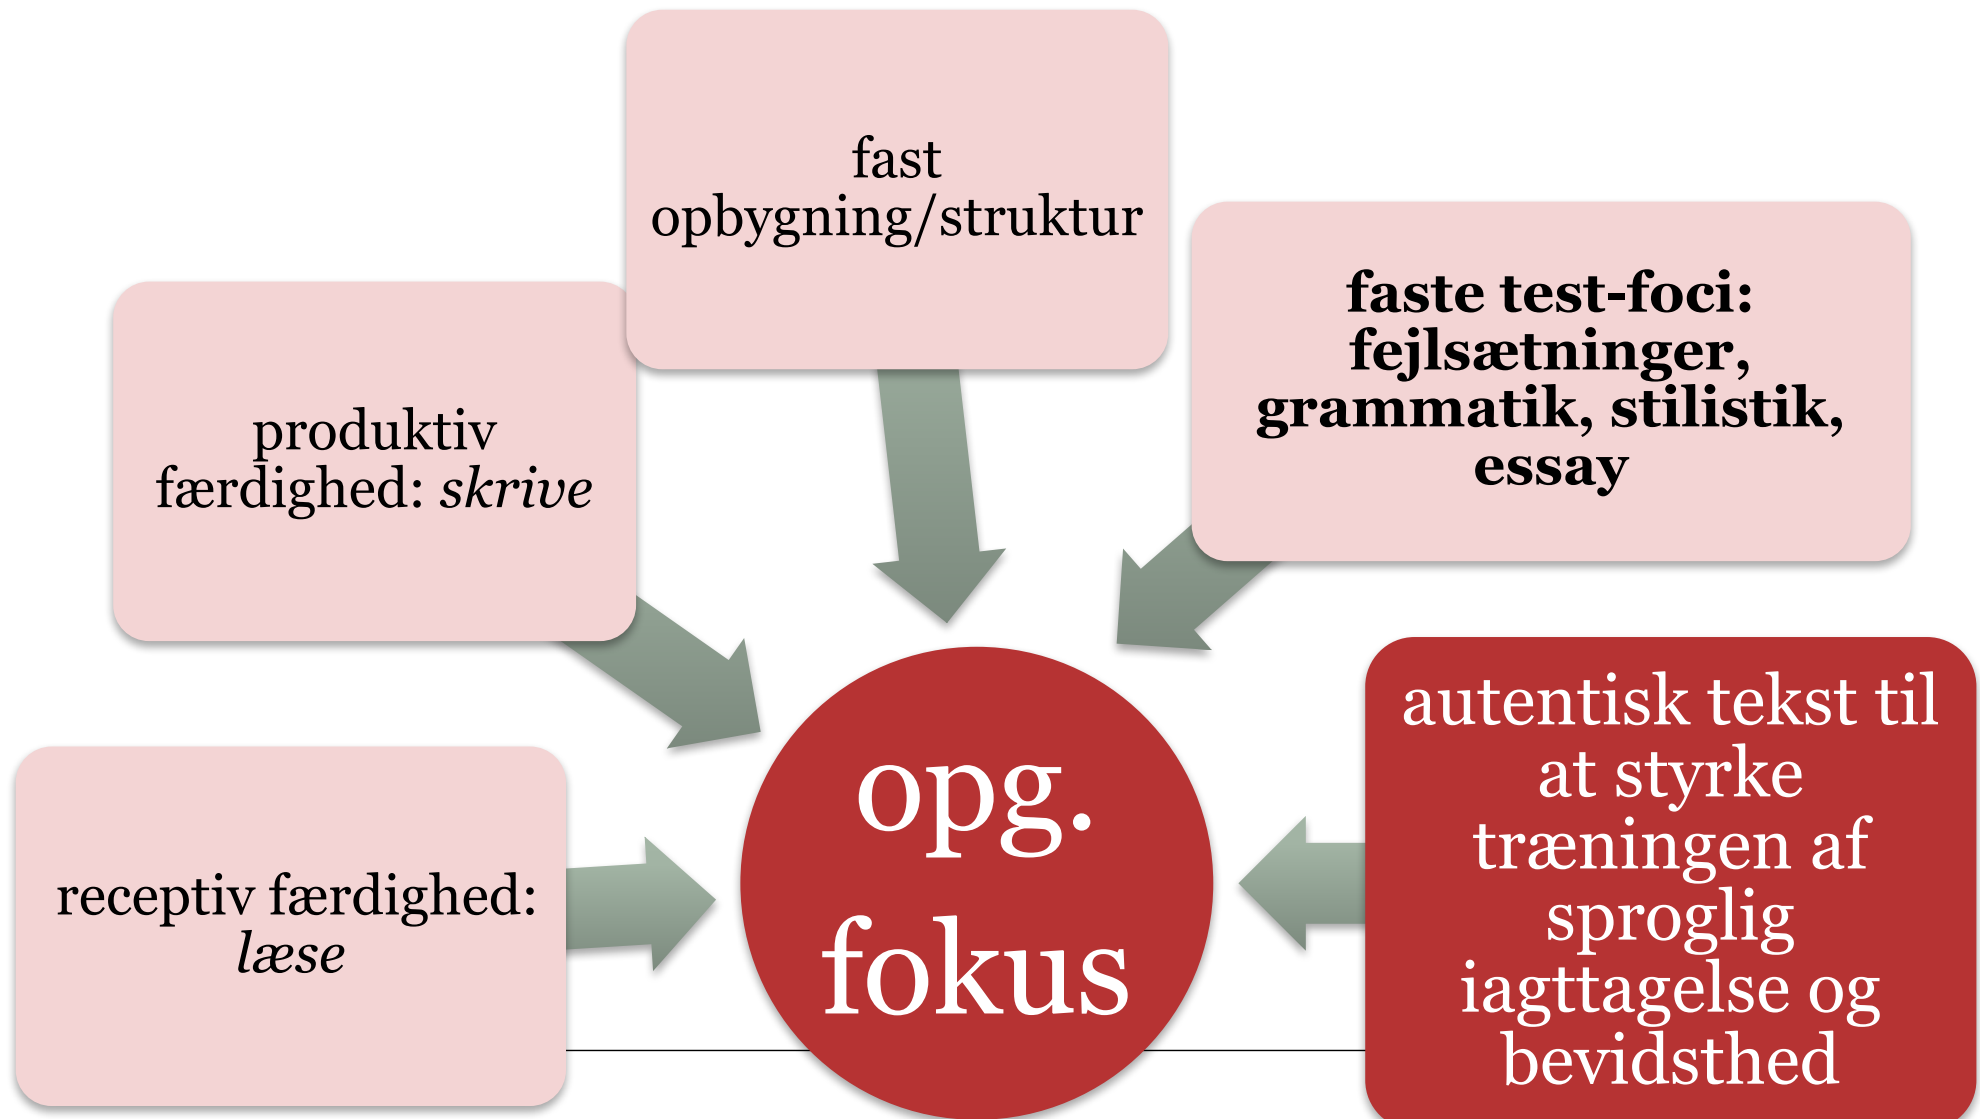 fast
opbygning/struktur
faste test-foci:
fejlsætninger,
grammatik, stilistik,
essay
produktiv
færdighed: skrive
receptiv færdighed:
læse
opg.
fokus
autentisk tekst til
at styrke
træningen af
sproglig
iagttagelse og
bevidsthed